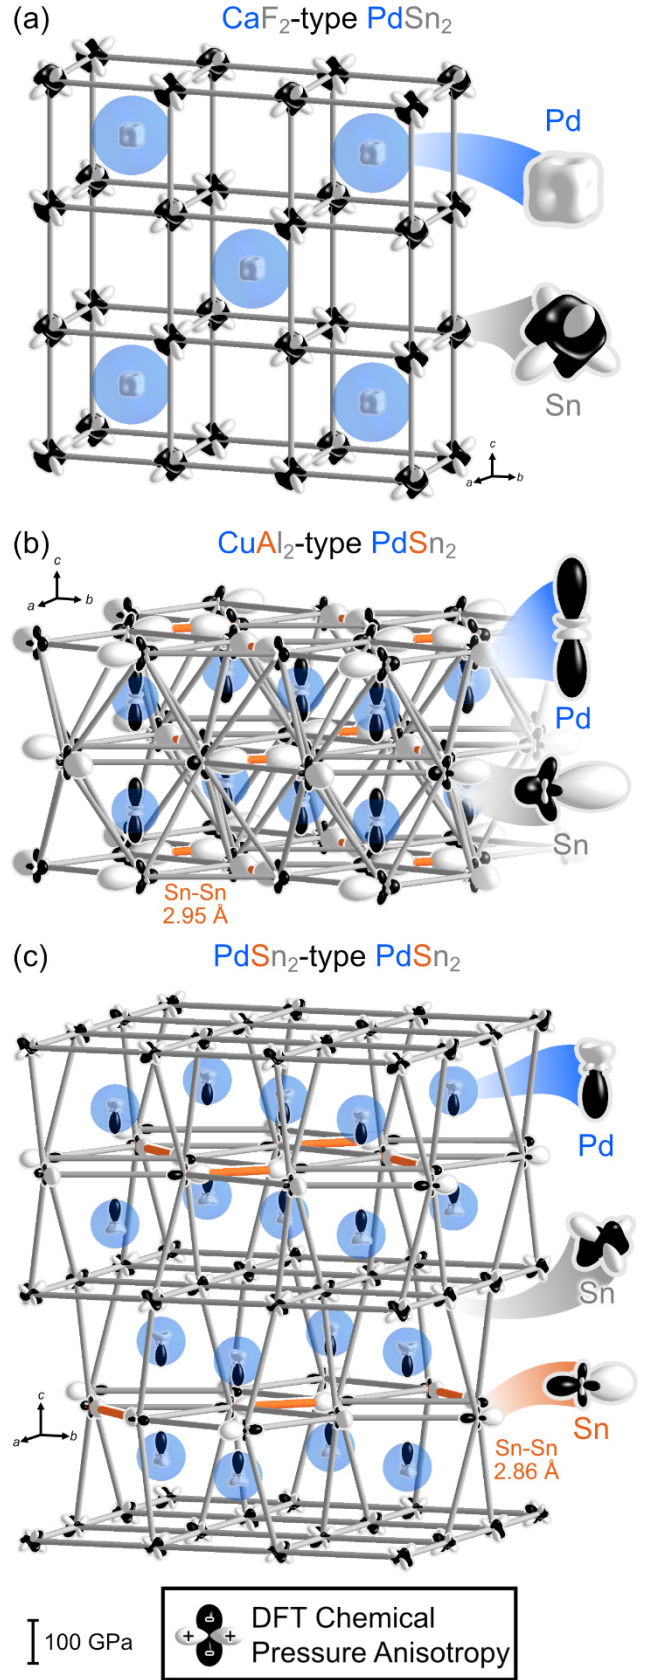 (a) CaF₂-type PdSn₂
Pd
Sn
c
a b
(b) CuAl₂-type PdSn₂
c
a b
Pd
Sn
Sn-Sn
2.95 Å
(c) PdSn₂-type PdSn₂
Pd
Sn
c
a b
Sn
Sn-Sn
2.86 Å
100 GPa
+ +
DFT Chemical
Pressure Anisotropy